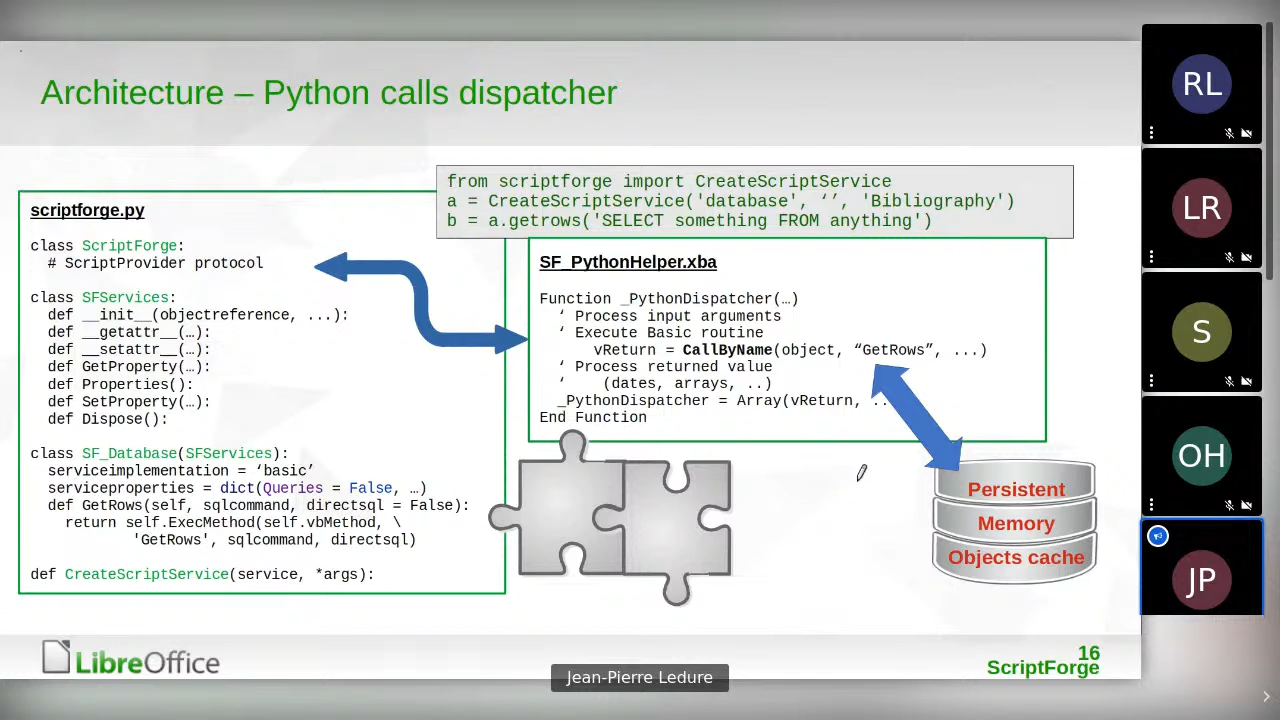 Architecture – Python calls dispatcher
from scriptforge import CreateScriptService
a = CreateScriptService('database', ‘’, 'Bibliography')
b = a.getrows('SELECT something FROM anything')
scriptforge.py
class ScriptForge:
# ScriptProvider protocol
class SFServices:
def __init__(objectreference, ...):
def __getattr__(…):
def __setattr__(…):
def GetProperty(…):
def Properties():
def SetProperty(…):
def Dispose():
class SF_Database(SFServices):
serviceimplementation = ‘basic’
serviceproperties = dict(Queries = False, …)
def GetRows(self, sqlcommand, directsql = False):
return self.ExecMethod(self.vbMethod, \
'GetRows', sqlcommand, directsql)
def CreateScriptService(service, *args):
SF_PythonHelper.xba
Function _PythonDispatcher(…)
‘ Process input arguments
‘ Execute Basic routine
vReturn = CallByName(object, “GetRows”, ...)
‘ Process returned value
‘ (dates, arrays, ..)
_PythonDispatcher = Array(vReturn, ..
End Function
Persistent
Memory
Objects cache
LibreOffice
16
ScriptForge
Jean-Pierre Ledure
RL
LR
S
OH
JP